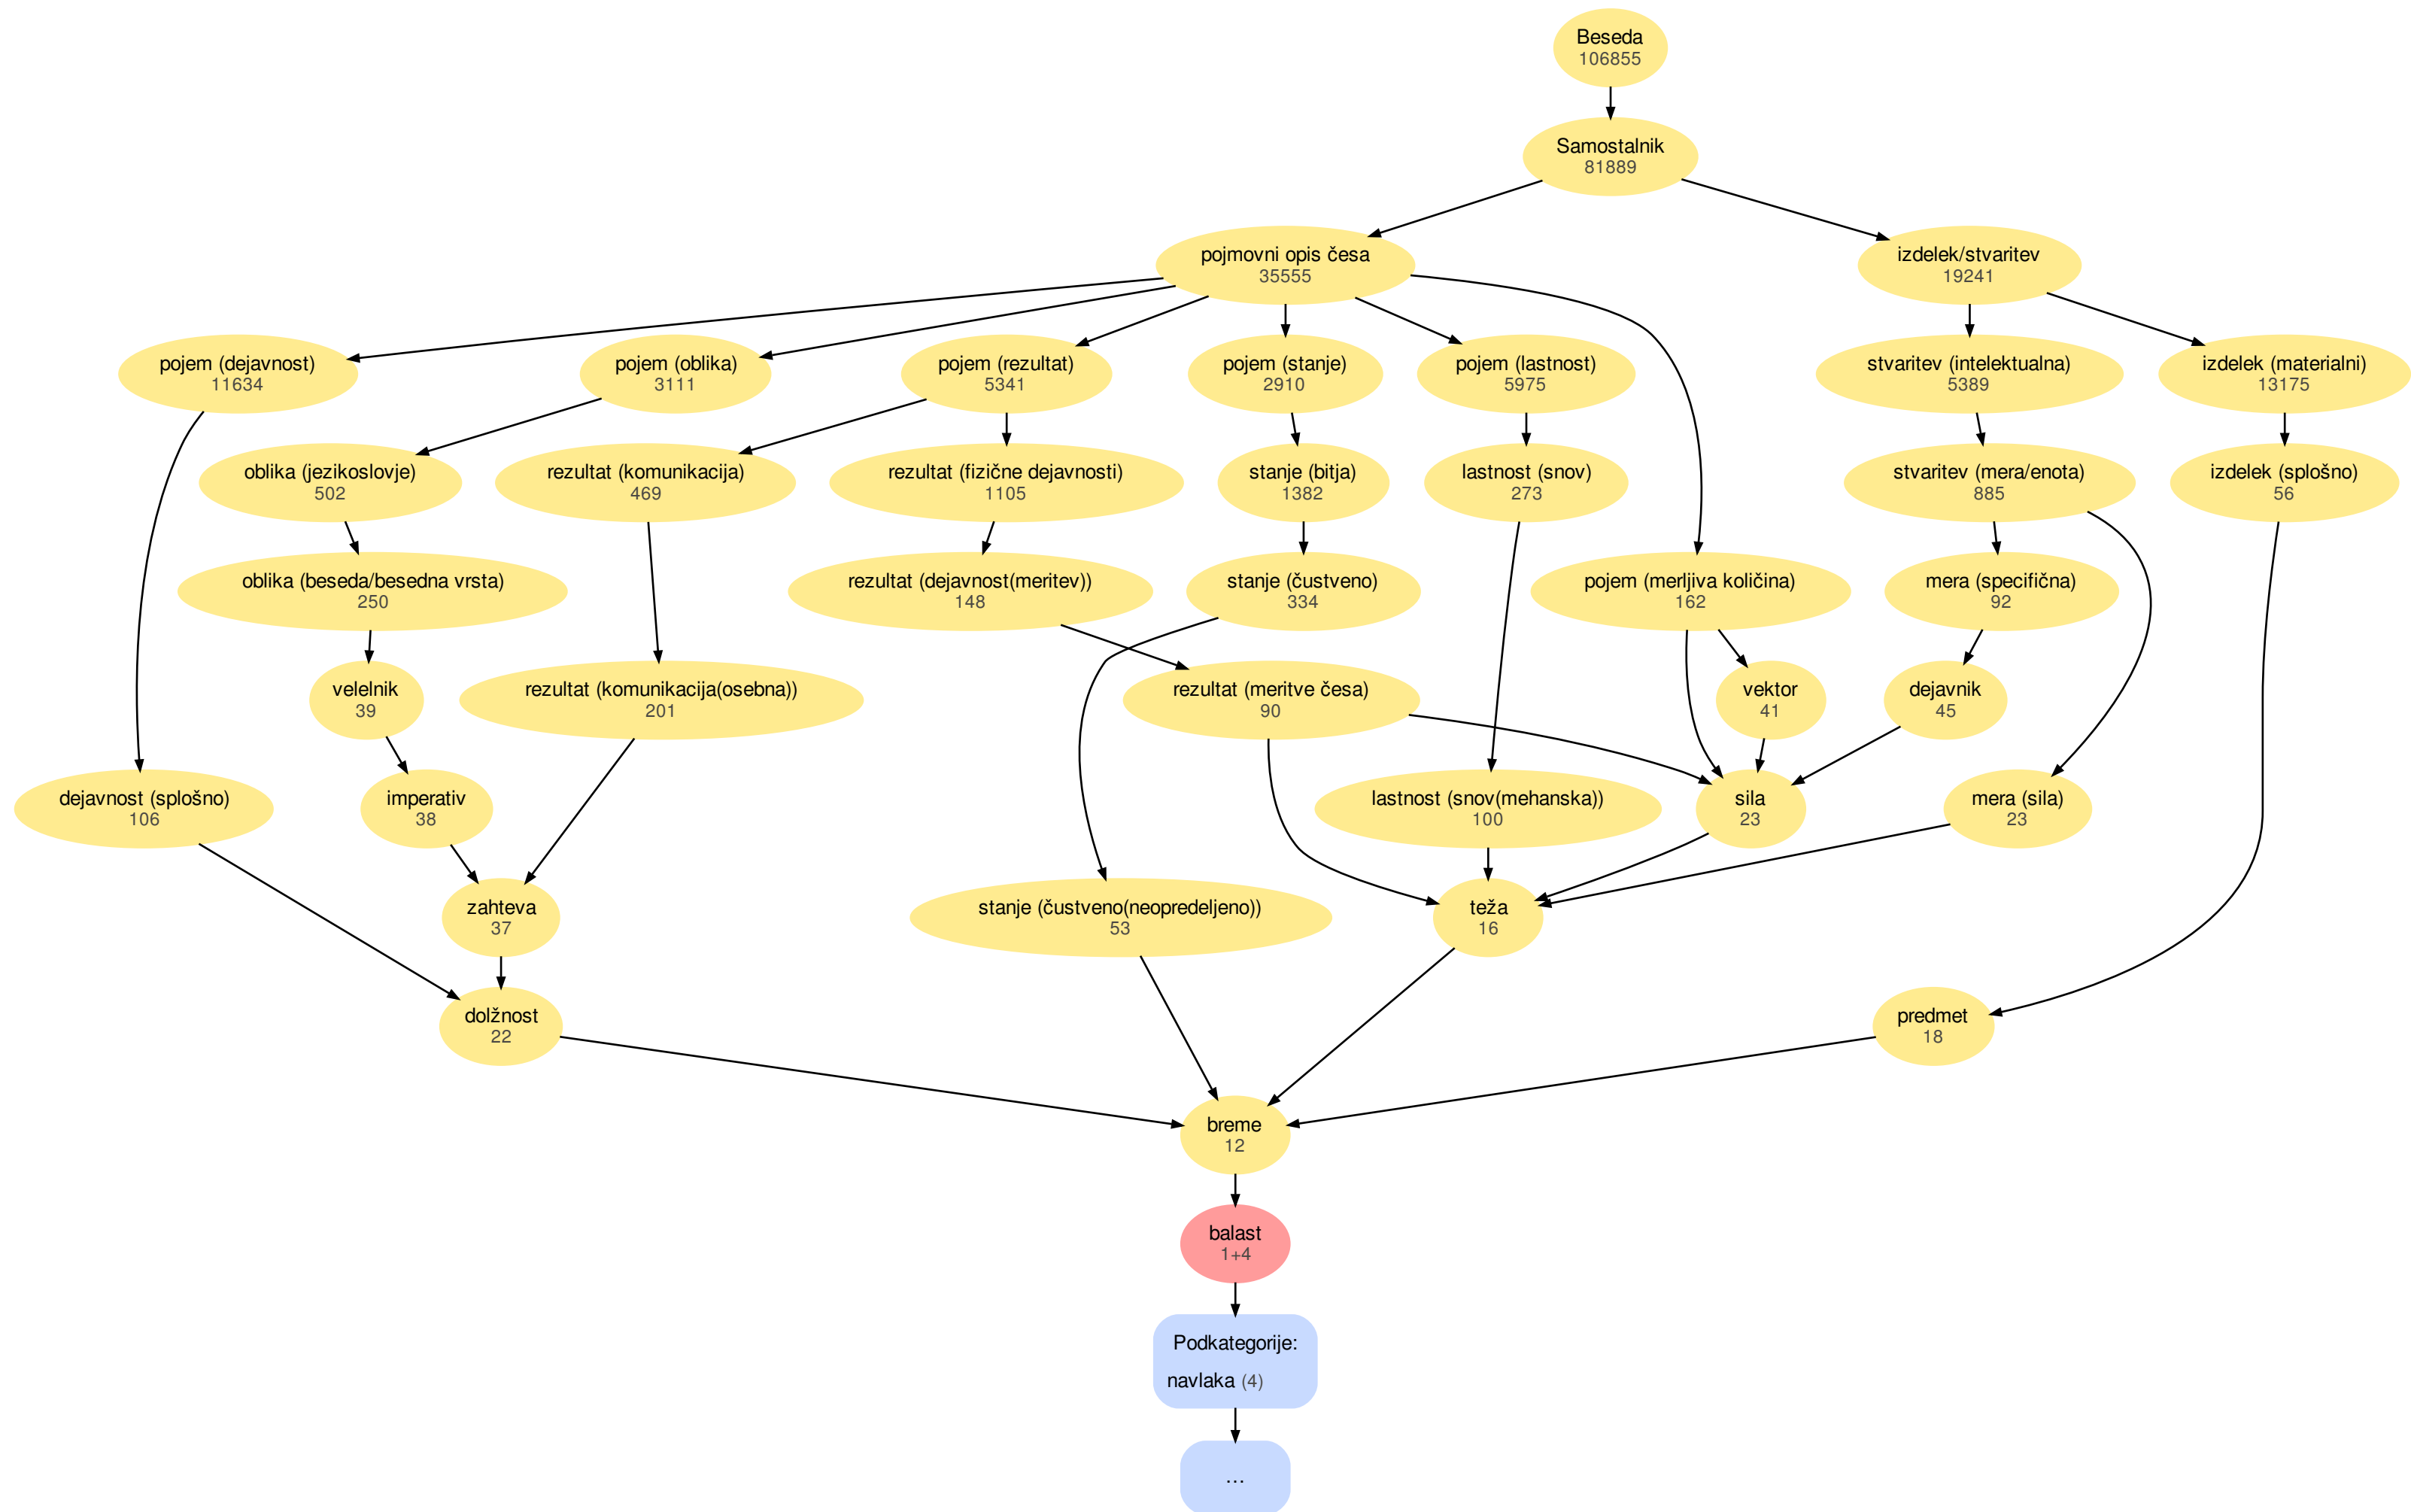 Beseda
106855
Samostalnik
81889
pojmovni opis česa
35555
izdelek/stvaritev
19241
pojem (dejavnost)
11634
pojem (oblika)
3111
pojem (rezultat)
5341
pojem (stanje)
2910
pojem (lastnost)
5975
stvaritev (intelektualna)
5389
izdelek (materialni)
13175
oblika (jezikoslovje)
502
rezultat (komunikacija)
469
rezultat (fizične dejavnosti)
1105
stanje (bitja)
1382
lastnost (snov)
273
stvaritev (mera/enota)
885
izdelek (splošno)
56
oblika (beseda/besedna vrsta)
250
rezultat (dejavnost(meritev))
148
stanje (čustveno)
334
pojem (merljiva količina)
162
mera (specifična)
92
velelnik
39
rezultat (komunikacija(osebna))
201
rezultat (meritve česa)
90
vektor
41
dejavnik
45
dejavnost (splošno)
106
imperativ
38
lastnost (snov(mehanska))
100
sila
23
mera (sila)
23
zahteva
37
stanje (čustveno(neopredeljeno))
53
teža
16
dolžnost
22
predmet
18
breme
12
balast
1+4
Podkategorije:
navlaka (4)
…